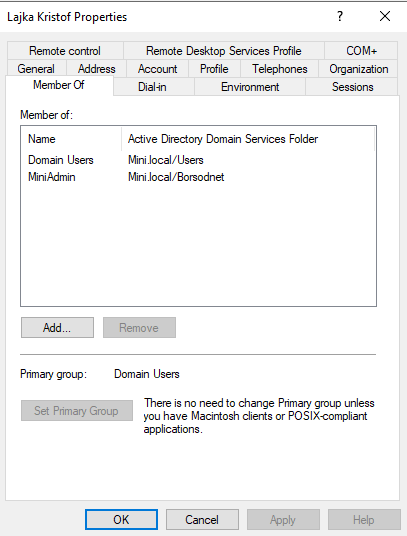 Lajka Kristof Properties
?
Remote control Remote Desktop Services Profile COM+
General Address Account Profile Telephones Organization
Member Of Dial-in Environment Sessions
Member of:
Name Active Directory Domain Services Folder
Domain Users Mini.local/Users
MiniAdmin Mini.local/Borsodnet
Add... Remove
Primary group: Domain Users
Set Primary Group
There is no need to change Primary group unless
you have Macintosh clients or POSIX-compliant
applications.
OK Cancel Apply Help